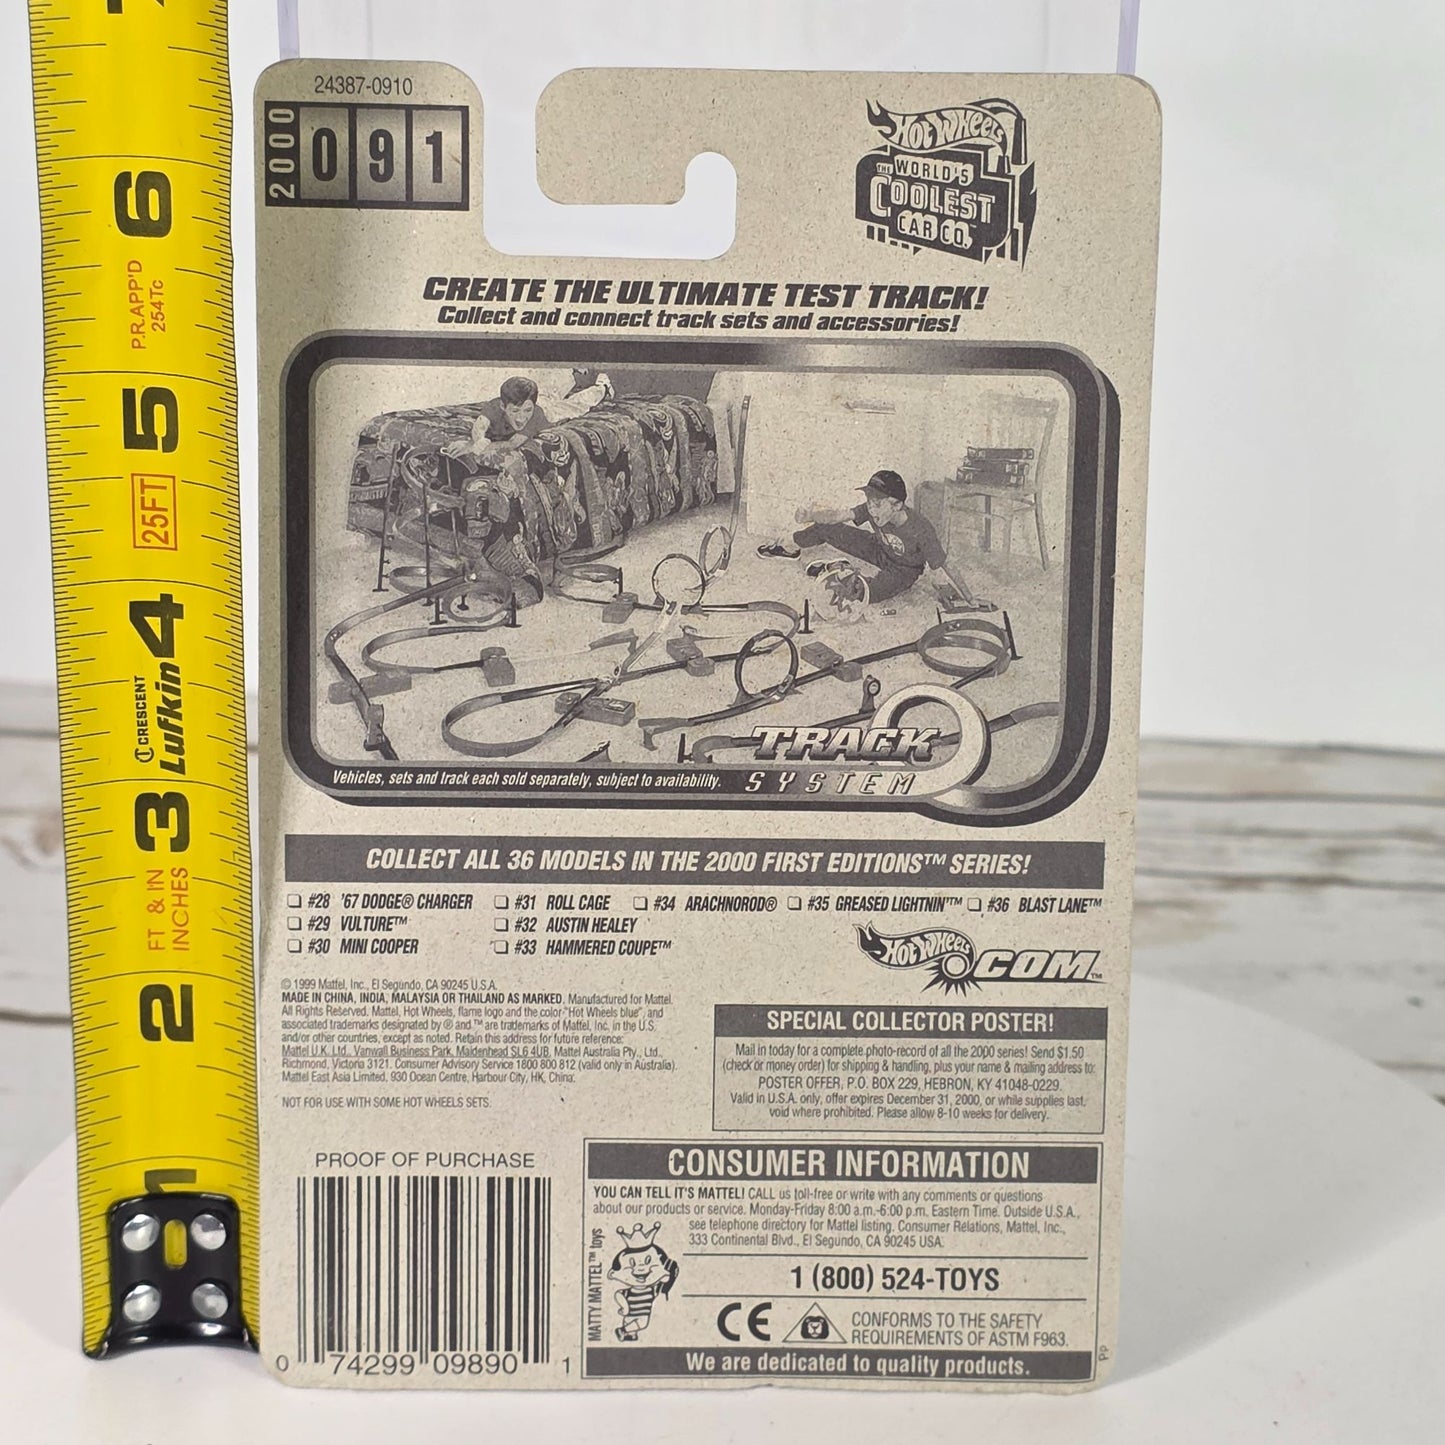 24387-0910
2000
091
Hot Wheels
THE WORLD'S
COOLEST
CAR CO.™
CREATE THE ULTIMATE TEST TRACK!
Collect and connect track sets and accessories!
TRACK
SYSTEM
Vehicles, sets and track each sold separately, subject to availability.
COLLECT ALL 36 MODELS IN THE 2000 FIRST EDITIONS™ SERIES!
#28 '67 DODGE® CHARGER
#29 VULTURE™
#30 MINI COOPER
#31 ROLL CAGE
#32 AUSTIN HEALEY
#33 HAMMERED COUPE™
#34 ARACHNOROD®
#35 GREASED LIGHTNIN'™
#36 BLAST LANE™
Hot Wheels .COM™
© 1999 Mattel, Inc., El Segundo, CA 90245 U.S.A.
MADE IN CHINA, INDIA, MALAYSIA OR THAILAND AS MARKED. Manufactured for Mattel.
All Rights Reserved. Mattel, Hot Wheels, flame logo and the color "Hot Wheels blue", and
associated trademarks designated by ® and ™ are trademarks of Mattel, Inc. in the U.S.
and/or other countries, except as noted. Retain this address for future reference:
Mattel U.K. Ltd., Vanwall Business Park, Maidenhead SL6 4UB. Mattel Australia Pty., Ltd.,
Richmond, Victoria 3121. Consumer Advisory Service 1800 800 812 (valid only in Australia).
Mattel East Asia Limited, 930 Ocean Centre, Harbour City, HK, China.
NOT FOR USE WITH SOME HOT WHEELS SETS.
SPECIAL COLLECTOR POSTER!
Mail in today for a complete photo-record of all the 2000 series! Send $1.50
(check or money order) for shipping & handling, plus your name & mailing address to:
POSTER OFFER, P.O. BOX 229, HEBRON, KY 41048-0229.
Valid in U.S.A. only, offer expires December 31, 2000, or while supplies last,
void where prohibited. Please allow 8-10 weeks for delivery.
PROOF OF PURCHASE
0 74299 09890 1
CONSUMER INFORMATION
YOU CAN TELL IT'S MATTEL! CALL us toll-free or write with any comments or questions
about our products or service. Monday-Friday 8:00 a.m.-6:00 p.m. Eastern Time. Outside U.S.A.,
see telephone directory for Mattel listing. Consumer Relations, Mattel, Inc.,
333 Continental Blvd., El Segundo, CA 90245 USA.
MATTY MATTEL™ toys
1 (800) 524-TOYS
CE
CONFORMS TO THE SAFETY
REQUIREMENTS OF ASTM F963.
We are dedicated to quality products.
PP
6
P.R.APP'D
254Tc
5
25FT
4
CRESCENT
Lufkin
3
FT & IN
INCHES
2
1